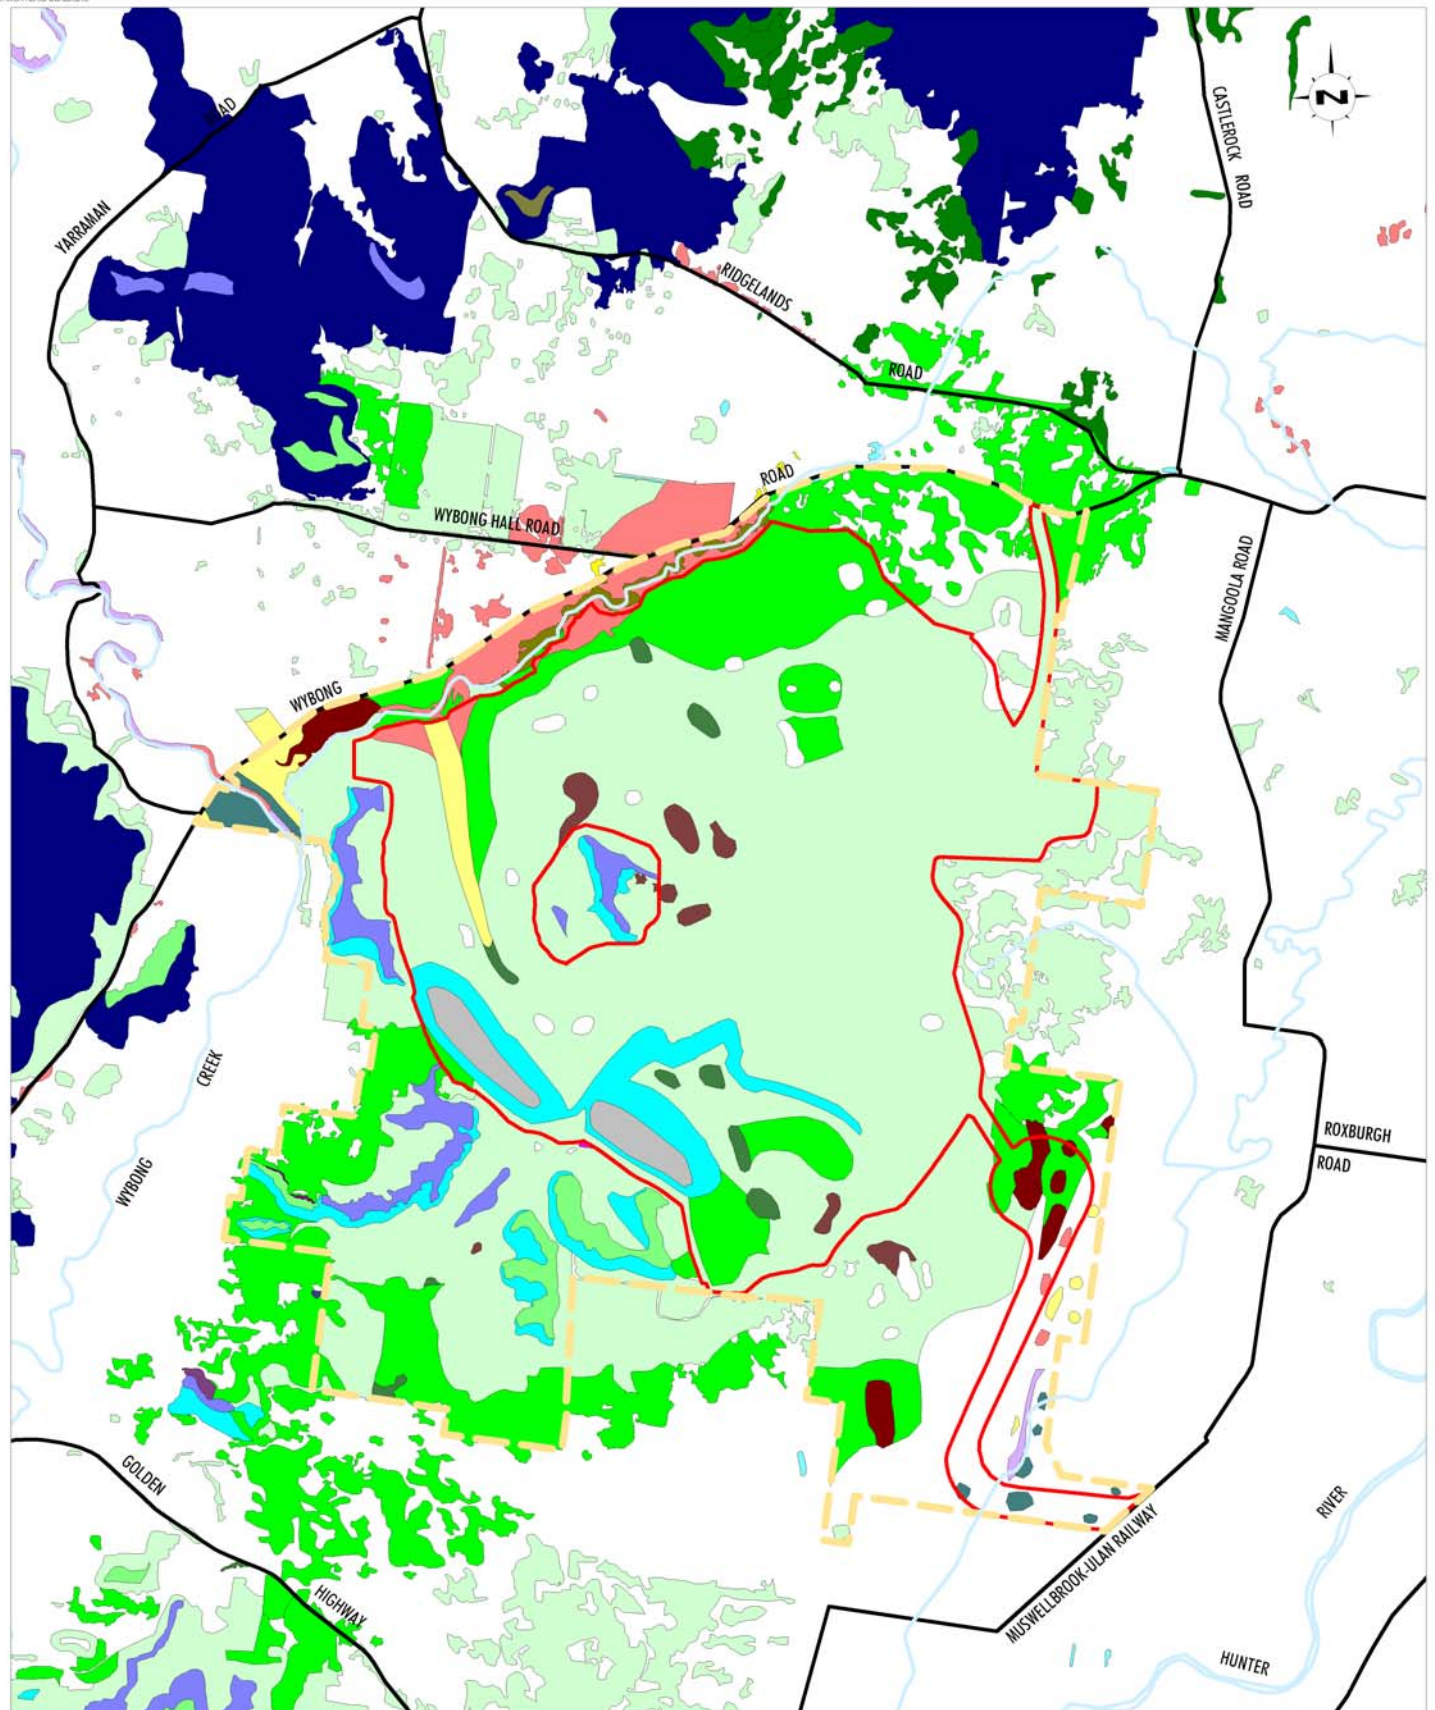 AD
YARRAMAN
CASTLEROCK ROAD
N
RIDGELANDS
ROAD
ROAD
WYBONG HALL ROAD
MANGOOLA ROAD
WYBONG
CREEK
WYBONG
ROXBURGH
ROAD
GOLDEN
HIGHWAY
MUSWELLBROOK-ULAN RAILWAY
RIVER
HUNTER